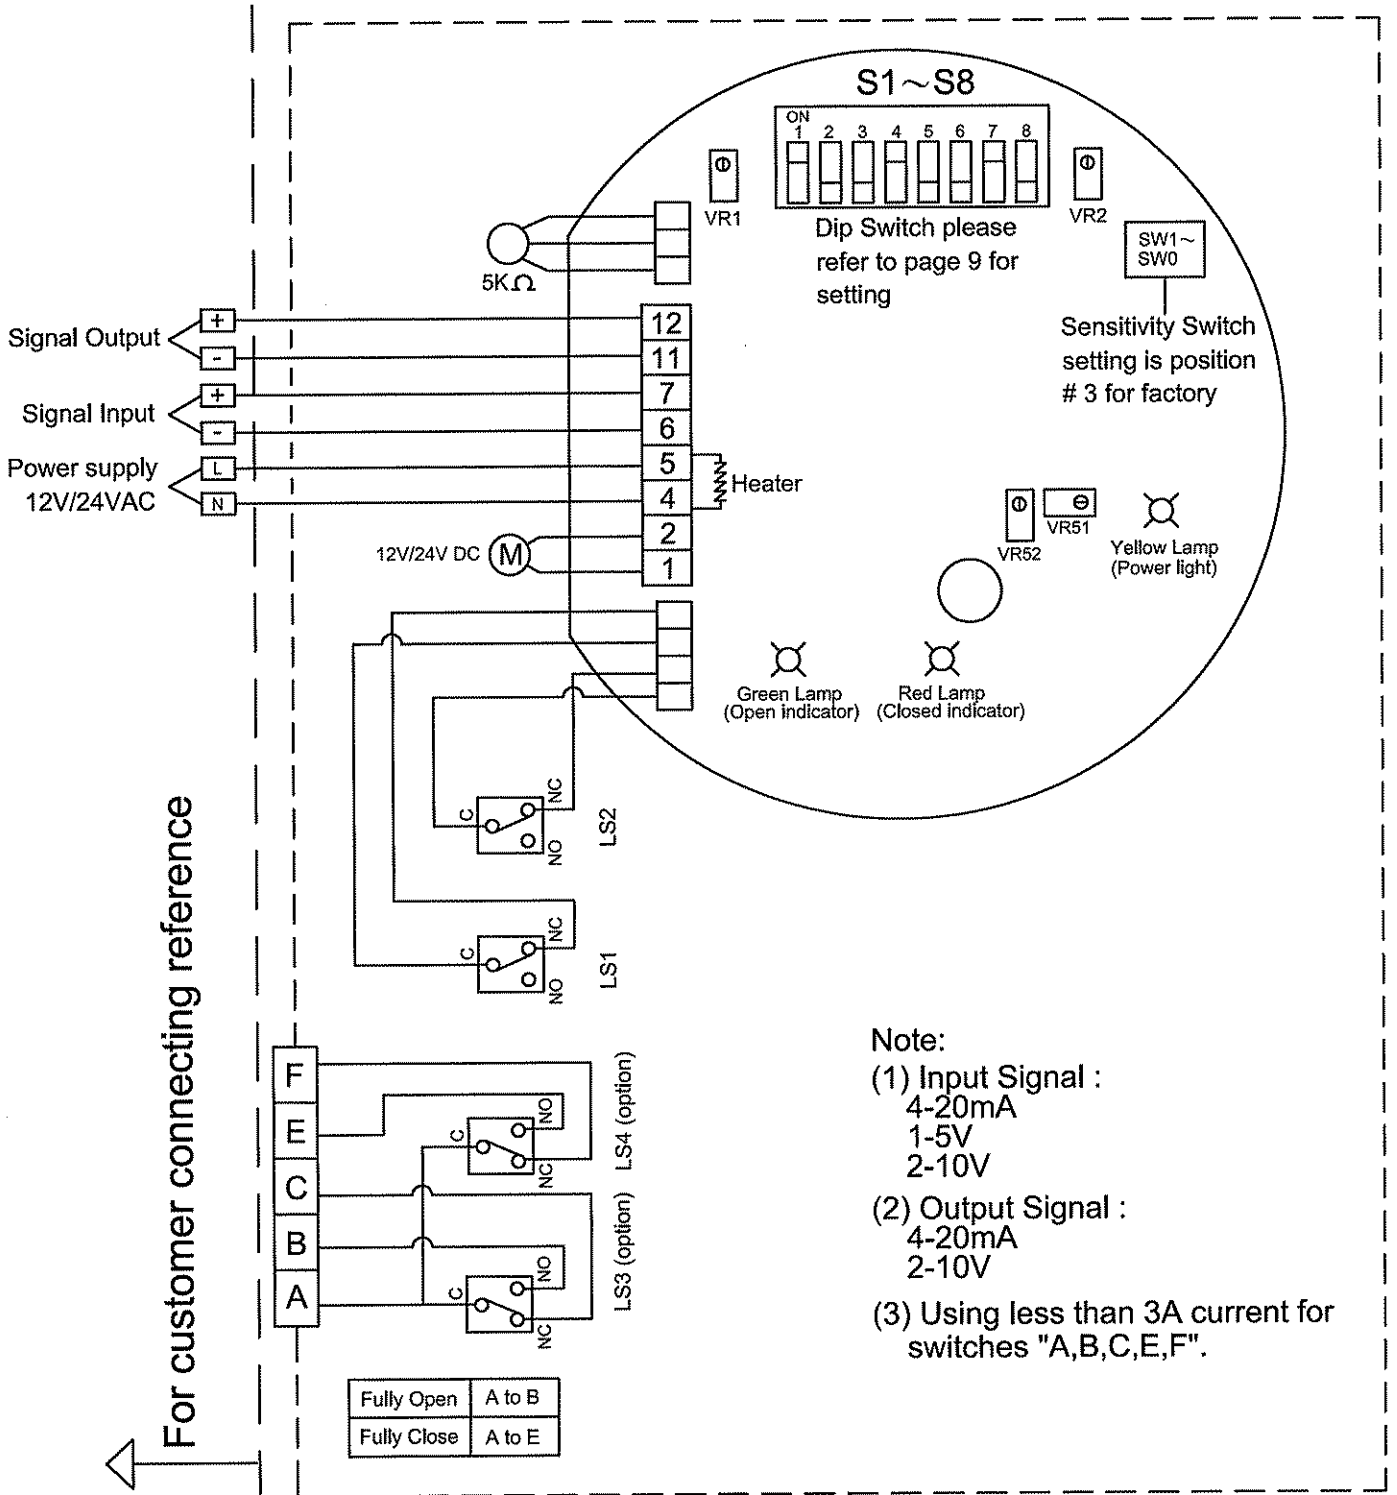 S1~S8
ON
1 2 3 4 5 6 7 8
VR1
VR2
Dip Switch please
refer to page 9 for
setting
SW1~
SW0
Sensitivity Switch
setting is position
# 3 for factory
5KΩ
Signal Output
+
-
Signal Input
+
-
Power supply
12V/24VAC
L
N
12
11
7
6
5
4
2
1
Heater
12V/24V DC
M
VR52
VR51
Yellow Lamp
(Power light)
Green Lamp
(Open indicator)
Red Lamp
(Closed indicator)
C
NC
NO
LS2
C
NC
NO
LS1
For customer connecting reference
F
E
C
B
A
C
NO
NC
LS4 (option)
C
NO
NC
LS3 (option)
Fully Open A to B
Fully Close A to E
Note:
(1) Input Signal :
4-20mA
1-5V
2-10V
(2) Output Signal :
4-20mA
2-10V
(3) Using less than 3A current for
switches "A,B,C,E,F".